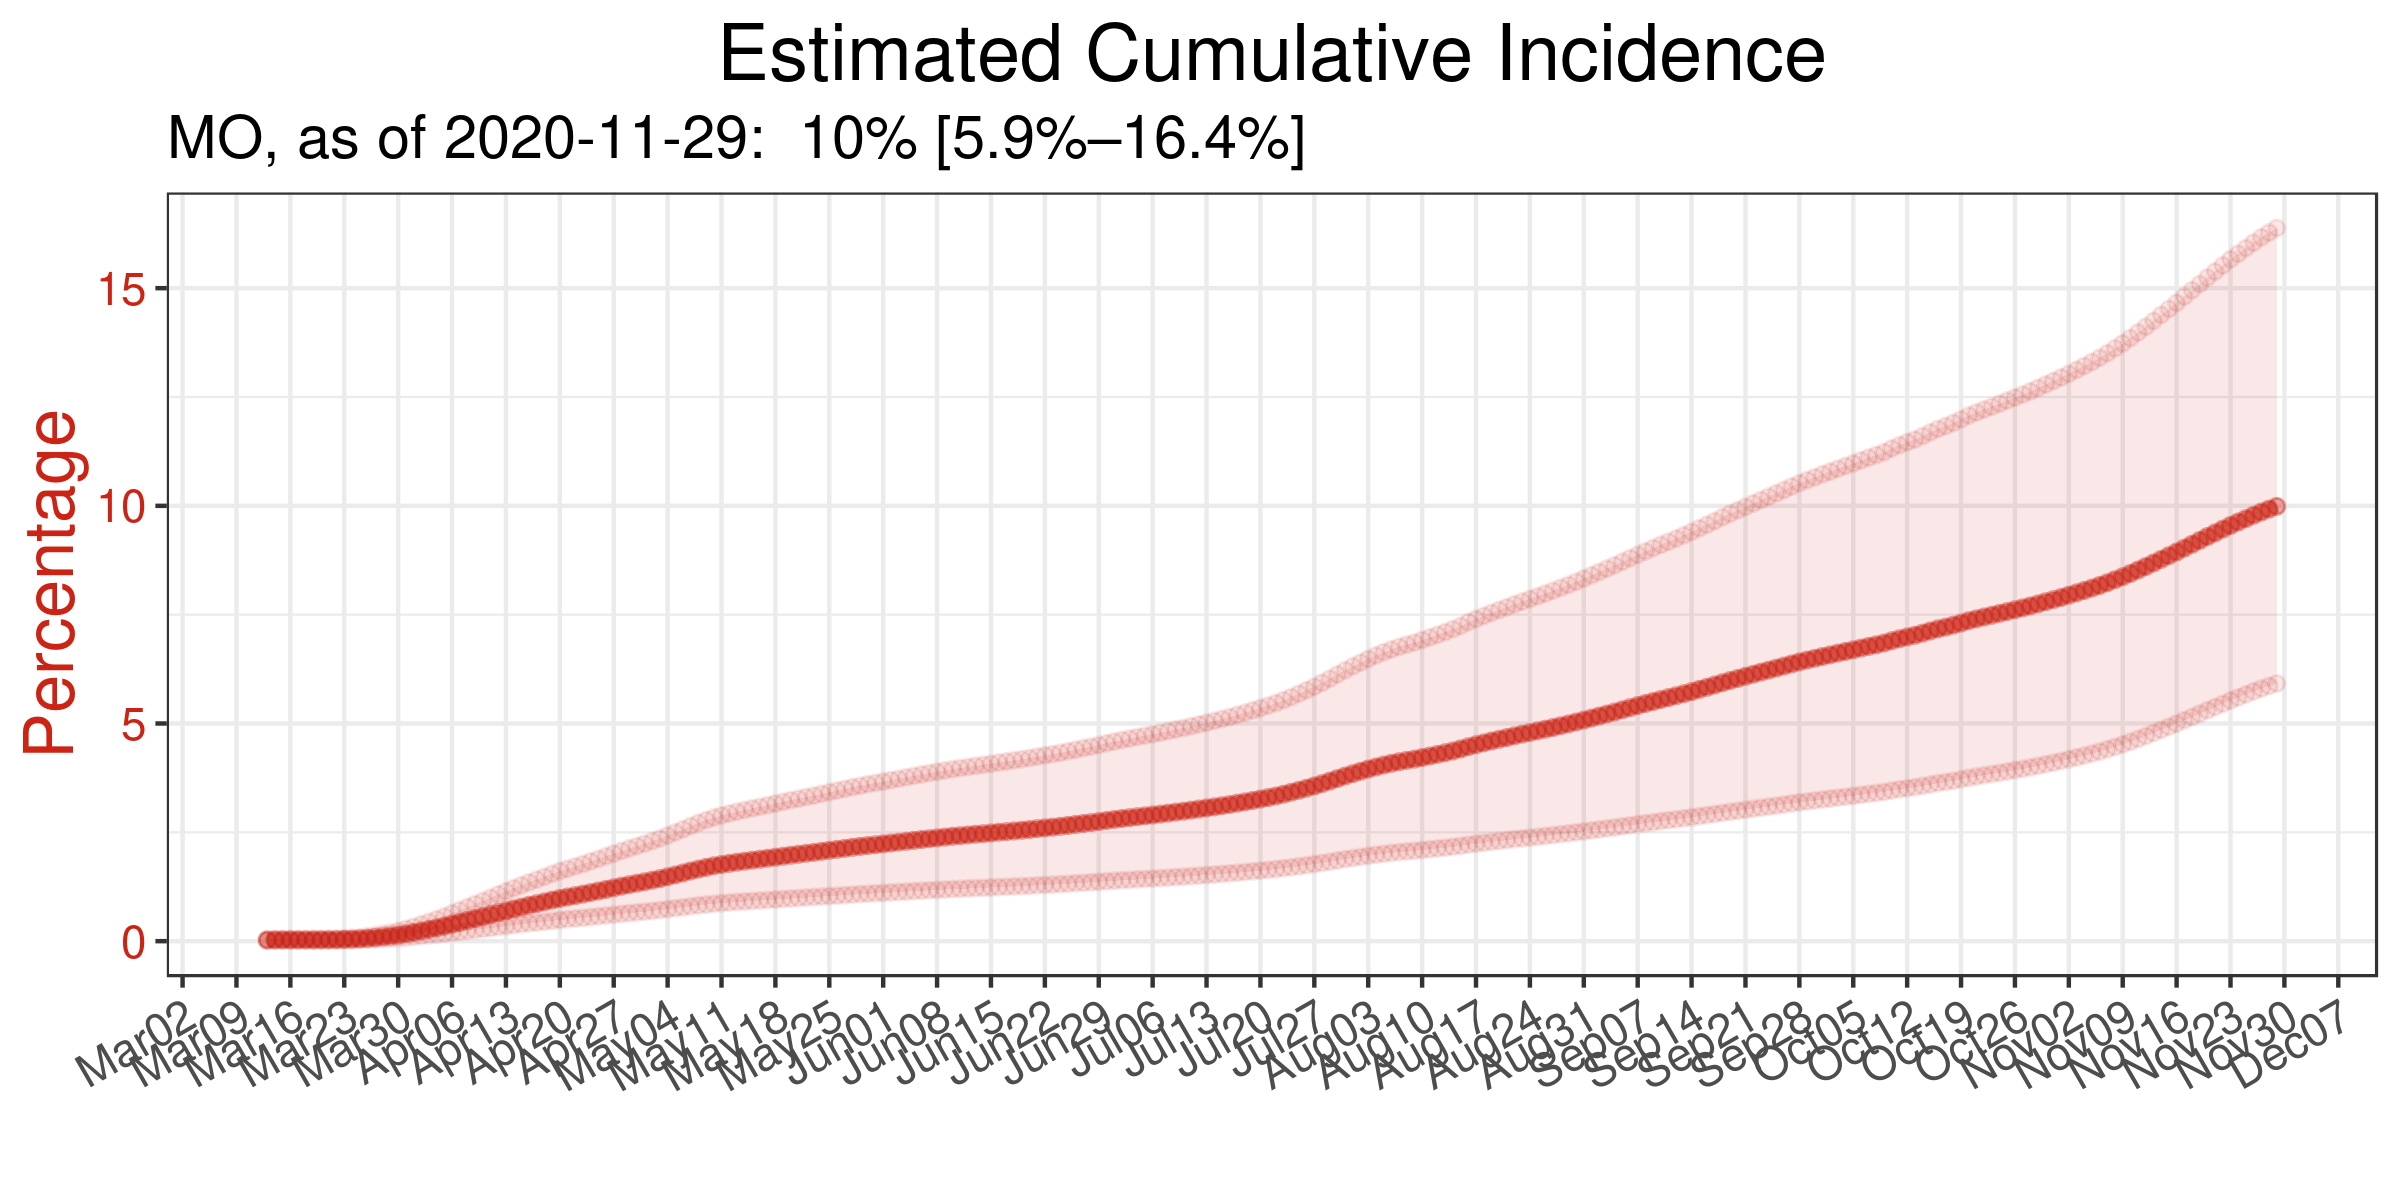 Estimated Cumulative Incidence
MO, as of 2020-11-29:  10% [5.9%–16.4%]
Percentage
15
10
5
0
Mar02
Mar09
Mar16
Mar23
Mar30
Apr06
Apr13
Apr20
Apr27
May04
May11
May18
May25
Jun01
Jun08
Jun15
Jun22
Jun29
Jul06
Jul13
Jul20
Jul27
Aug03
Aug10
Aug17
Aug24
Aug31
Sep07
Sep14
Sep21
Sep28
Oct05
Oct12
Oct19
Oct26
Nov02
Nov09
Nov16
Nov23
Nov30
Dec07